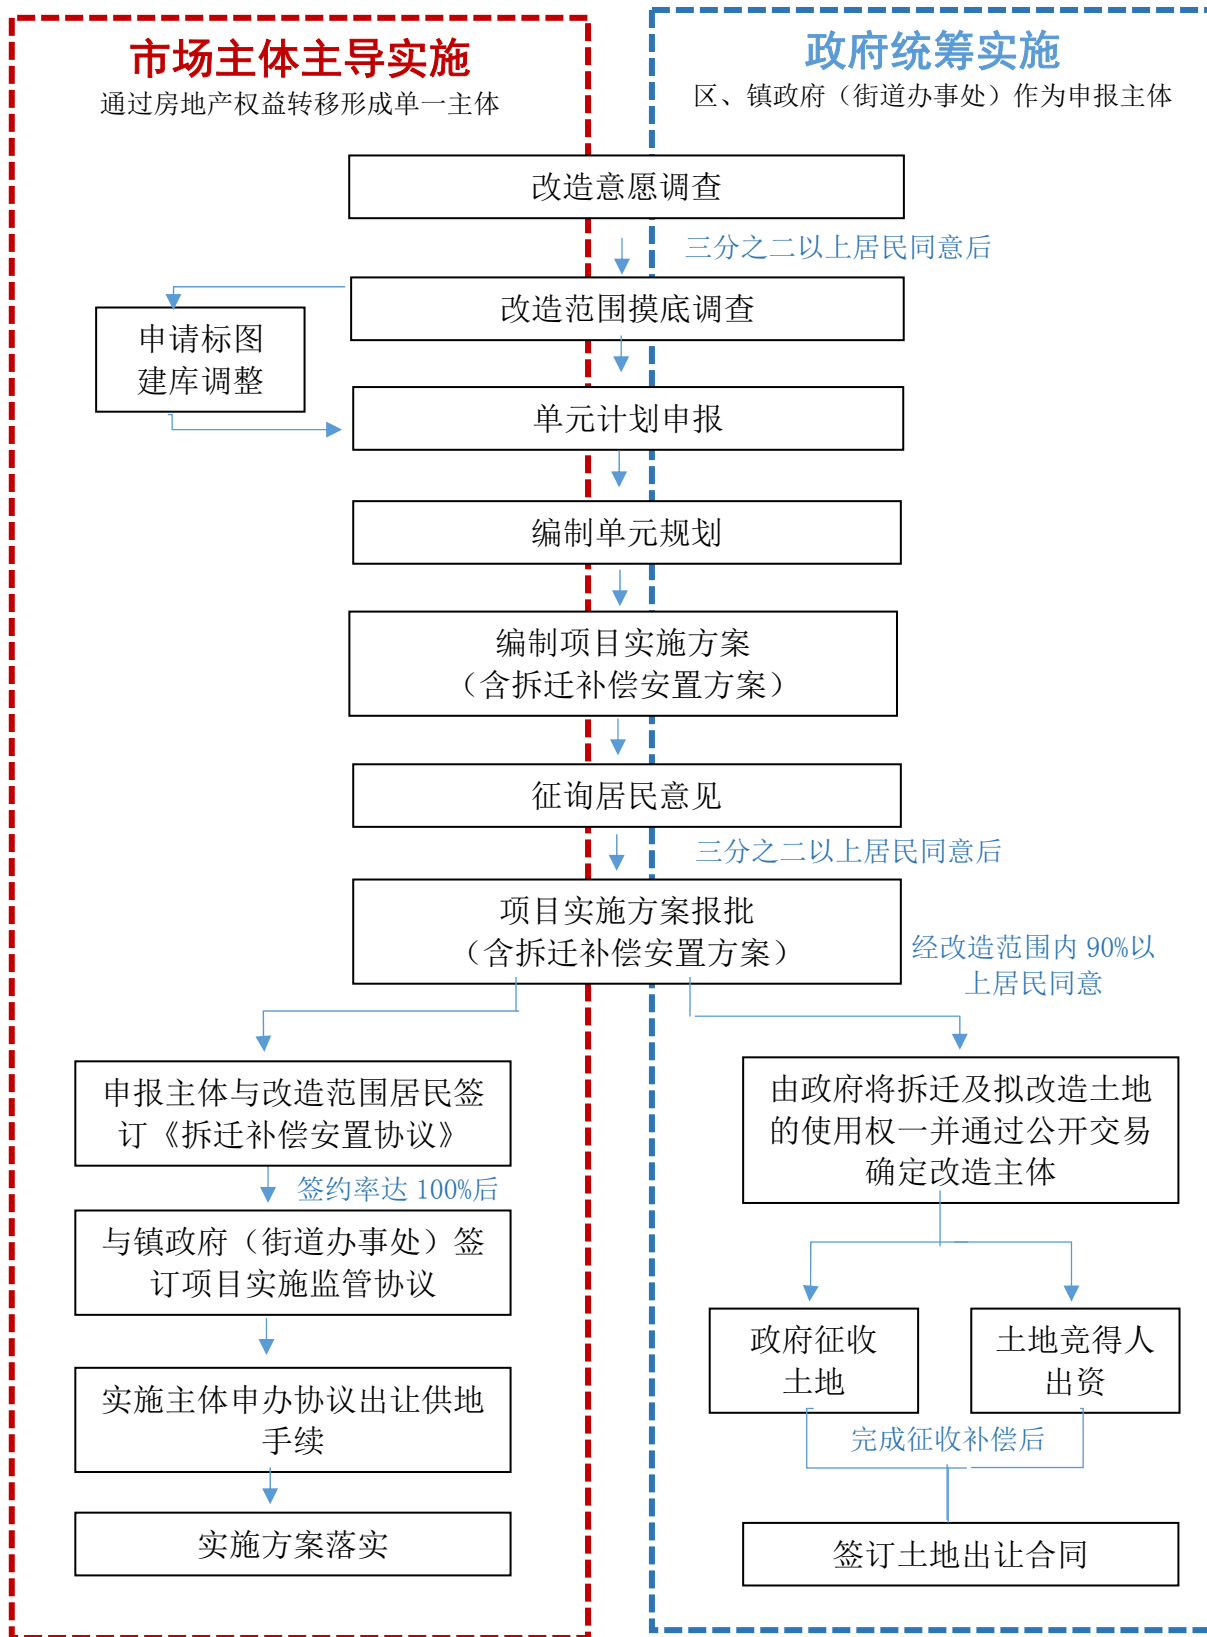 市场主体主导实施
通过房地产权益转移形成单一主体
政府统筹实施
区、镇政府（街道办事处）作为申报主体
改造意愿调查
三分之二以上居民同意后
改造范围摸底调查
申请标图
建库调整
单元计划申报
编制单元规划
编制项目实施方案
（含拆迁补偿安置方案）
征询居民意见
三分之二以上居民同意后
项目实施方案报批
（含拆迁补偿安置方案）
经改造范围内 90%以
上居民同意
申报主体与改造范围居民签
订《拆迁补偿安置协议》
签约率达 100%后
与镇政府（街道办事处）签
订项目实施监管协议
实施主体申办协议出让供地
手续
实施方案落实
由政府将拆迁及拟改造土地
的使用权一并通过公开交易
确定改造主体
政府征收
土地
土地竞得人
出资
完成征收补偿后
签订土地出让合同